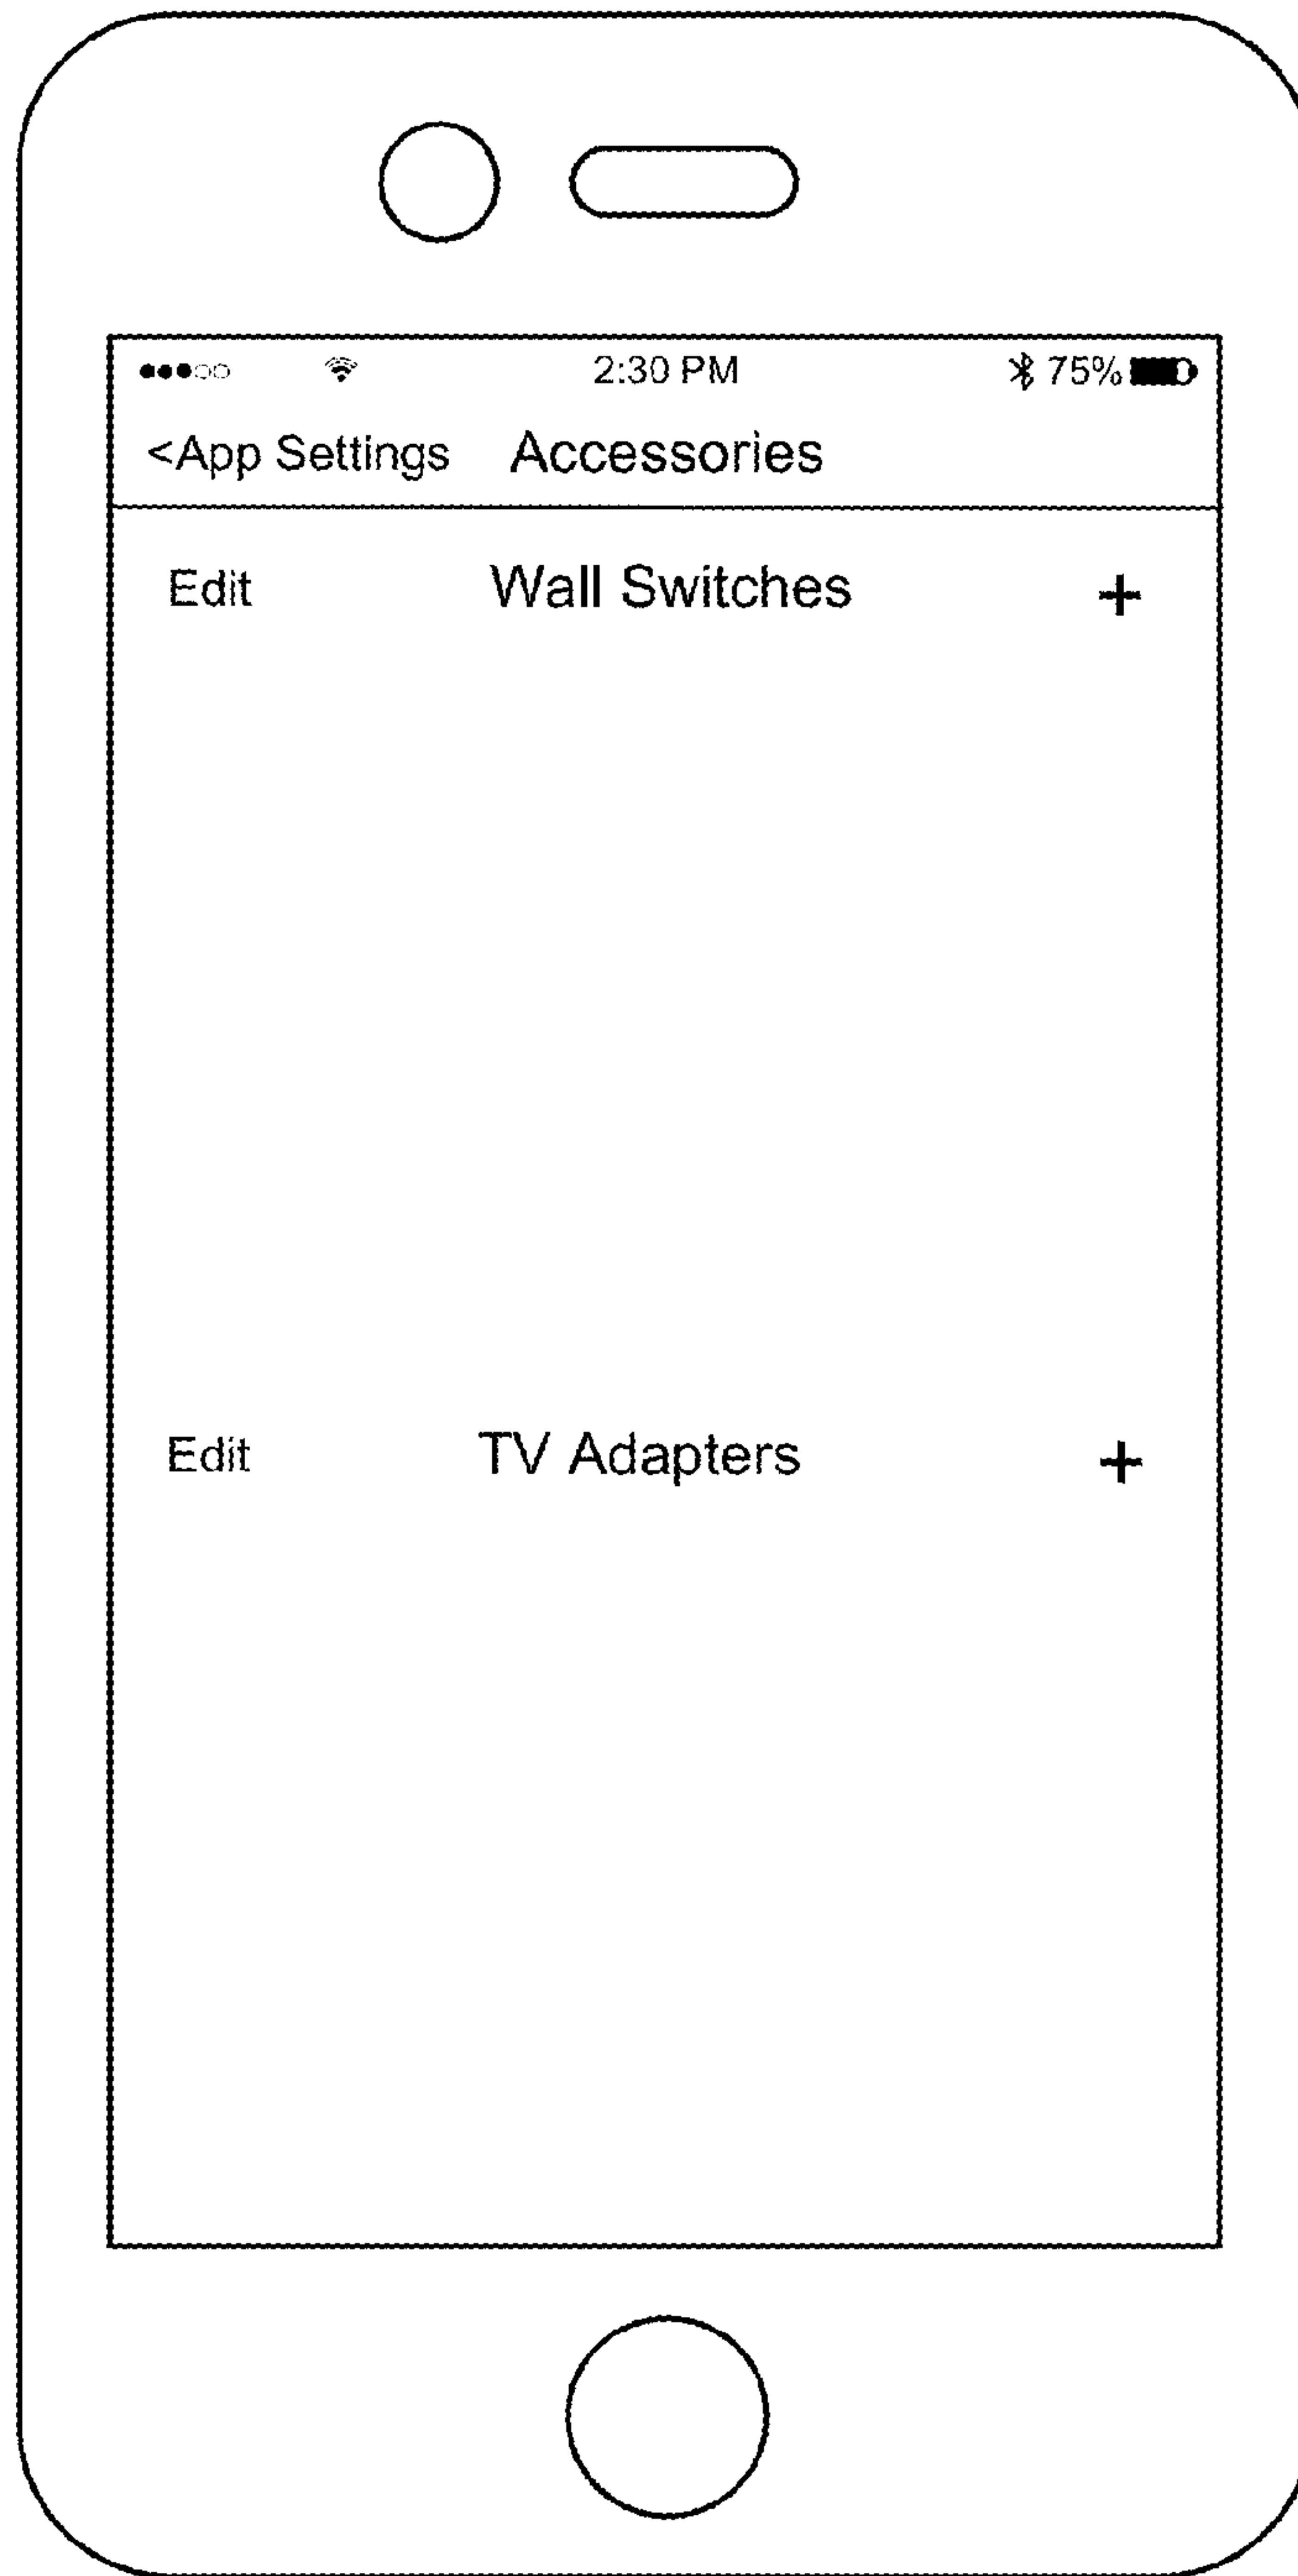 2:30 PM 75%
<App Settings Accessories
Edit Wall Switches +
Edit TV Adapters +